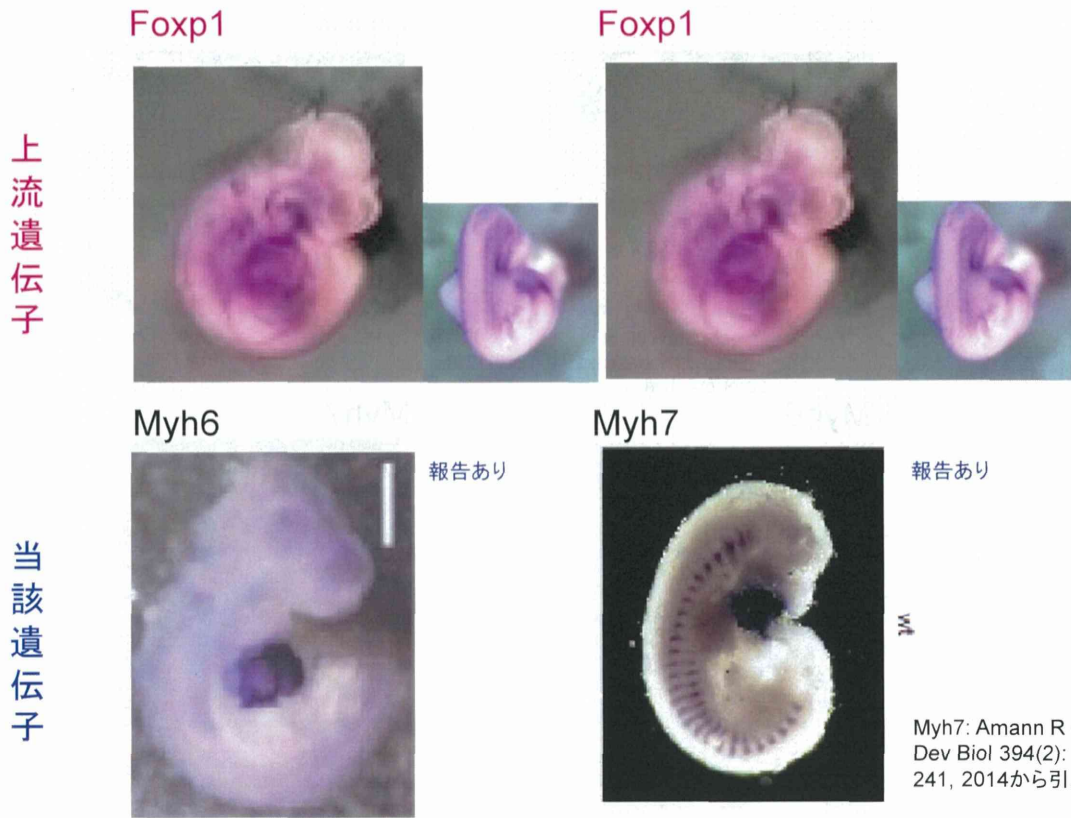 Foxp1
Foxp1
上流遺伝子
Myh6
報告あり
Myh7
報告あり
当該遺伝子
wt
Myh7: Amann R
Dev Biol 394(2):
241, 2014から引